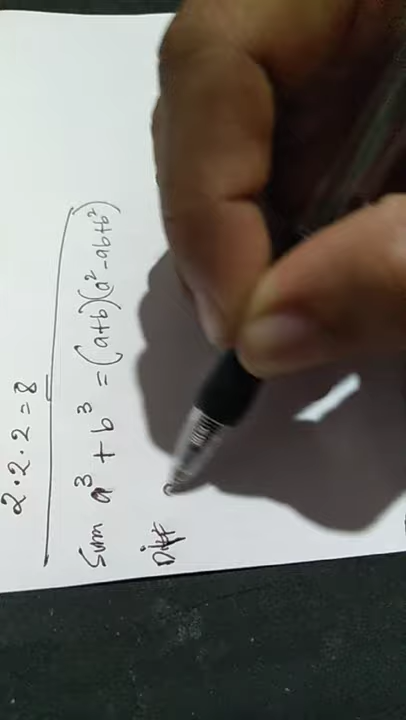 2·2·2=8
Sum a³ + b³ = (a+b)(a²-ab+b²)
Diff